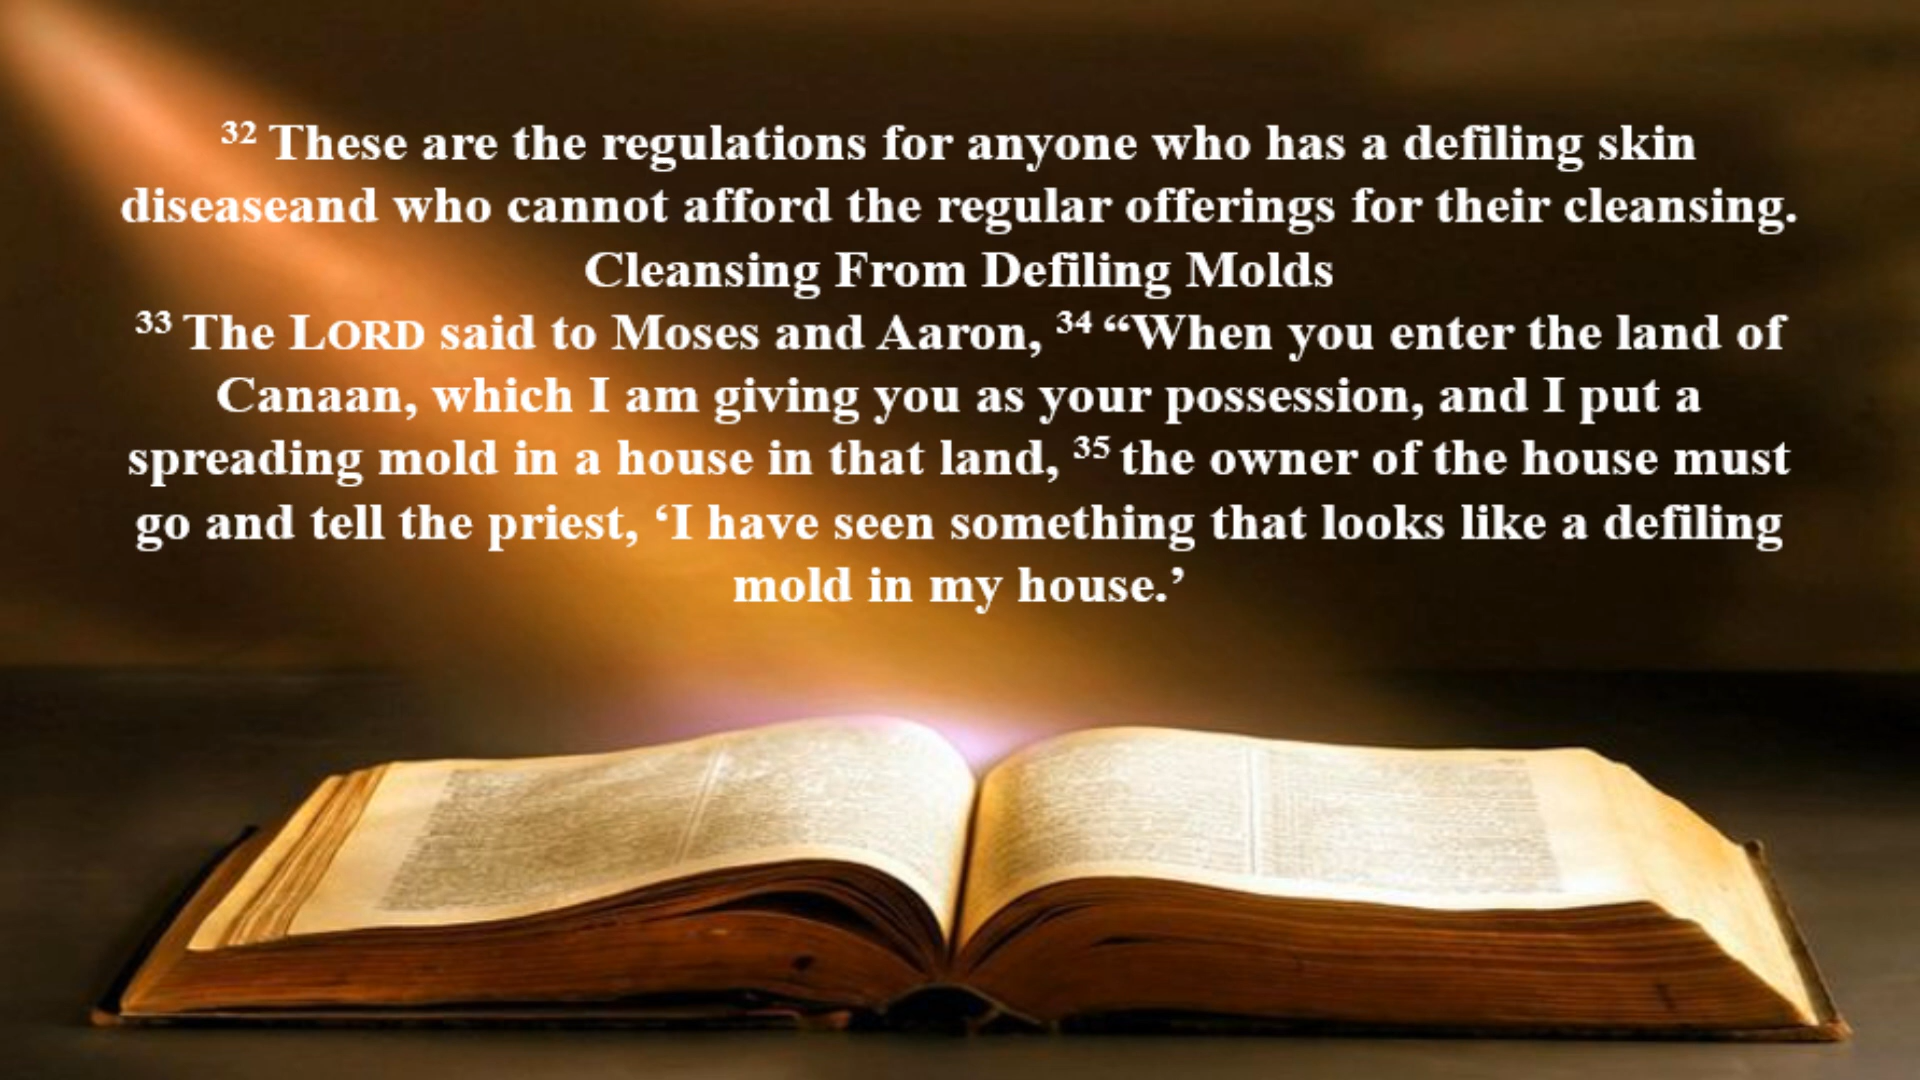 32 These are the regulations for anyone who has a defiling skin
diseaseand who cannot afford the regular offerings for their cleansing.
Cleansing From Defiling Molds
33 The LORD said to Moses and Aaron, 34 “When you enter the land of
Canaan, which I am giving you as your possession, and I put a
spreading mold in a house in that land, 35 the owner of the house must
go and tell the priest, ‘I have seen something that looks like a defiling
mold in my house.’